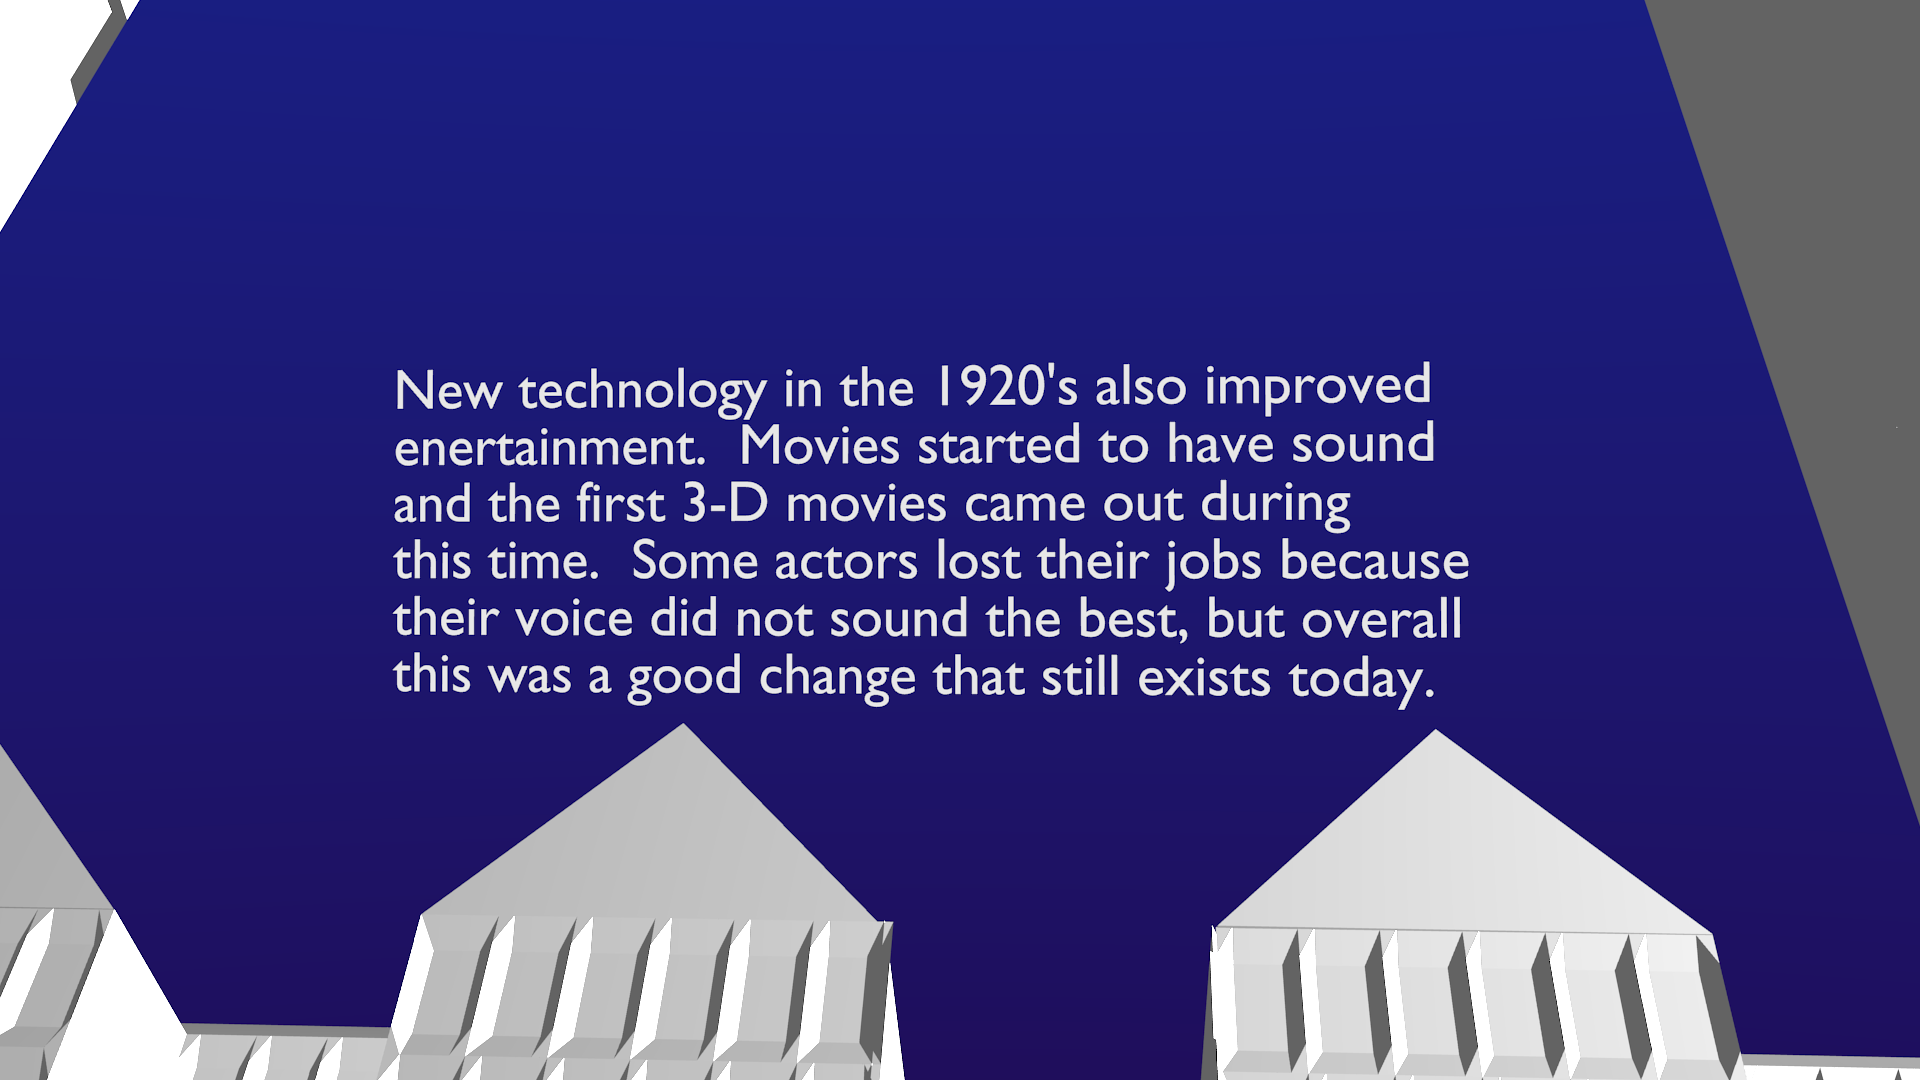 New technology in the 1920's also improved
enertainment.  Movies started to have sound
and the first 3-D movies came out during
this time.  Some actors lost their jobs because
their voice did not sound the best, but overall
this was a good change that still exists today.